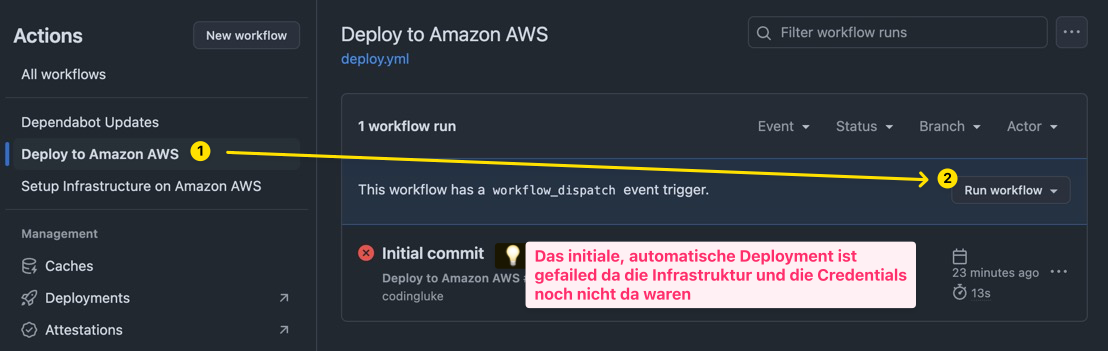 Actions
New workflow
All workflows
Dependabot Updates
Deploy to Amazon AWS
1
Setup Infrastructure on Amazon AWS
Management
Caches
Deployments
Attestations
Deploy to Amazon AWS
deploy.yml
Filter workflow runs
1 workflow run
Event
Status
Branch
Actor
This workflow has a workflow_dispatch event trigger.
2
Run workflow
Initial commit
Deploy to Amazon AWS
codingluke
Das initiale, automatische Deployment ist
gefailed da die Infrastruktur und die Credentials
noch nicht da waren
23 minutes ago
13s